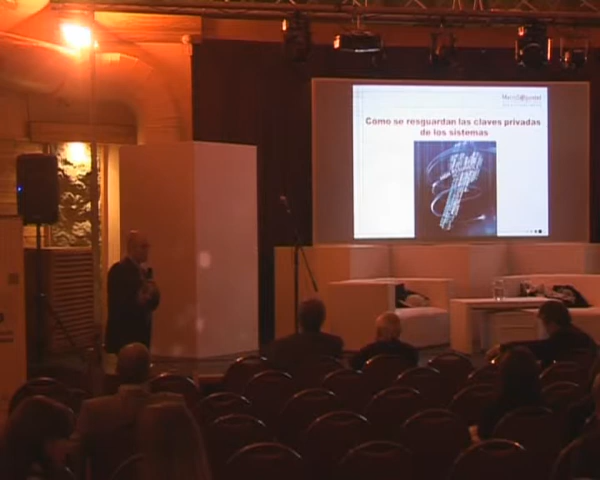 Como se resguardan las claves privadas
de los sistemas